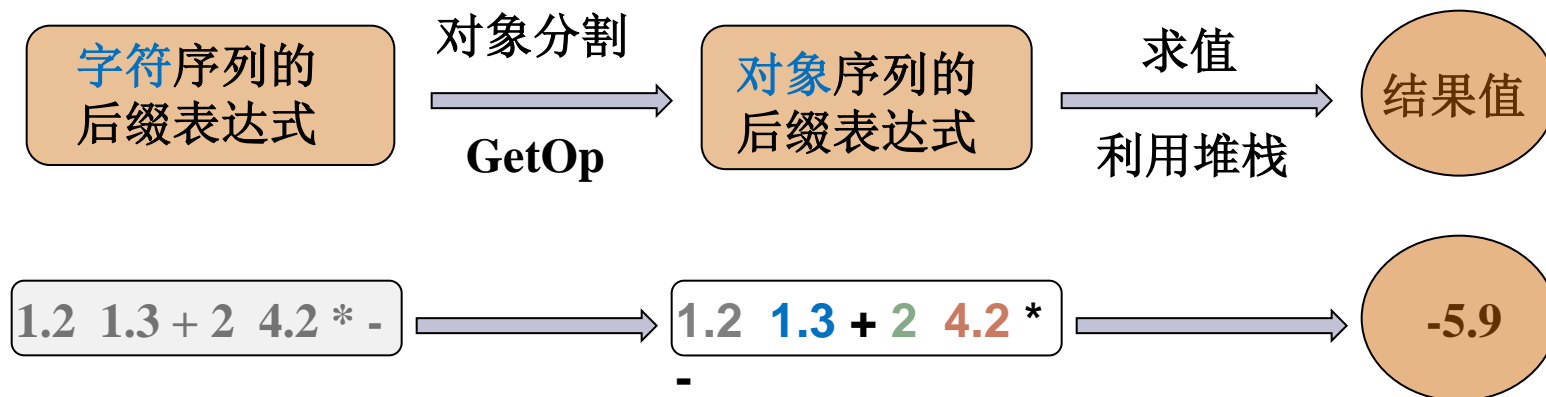 字符序列的
后缀表达式
对象分割
GetOp
对象序列的
后缀表达式
求值
利用堆栈
结果值
1.2 1.3 + 2 4.2 * -
1.2 1.3 + 2 4.2 *
-
-5.9